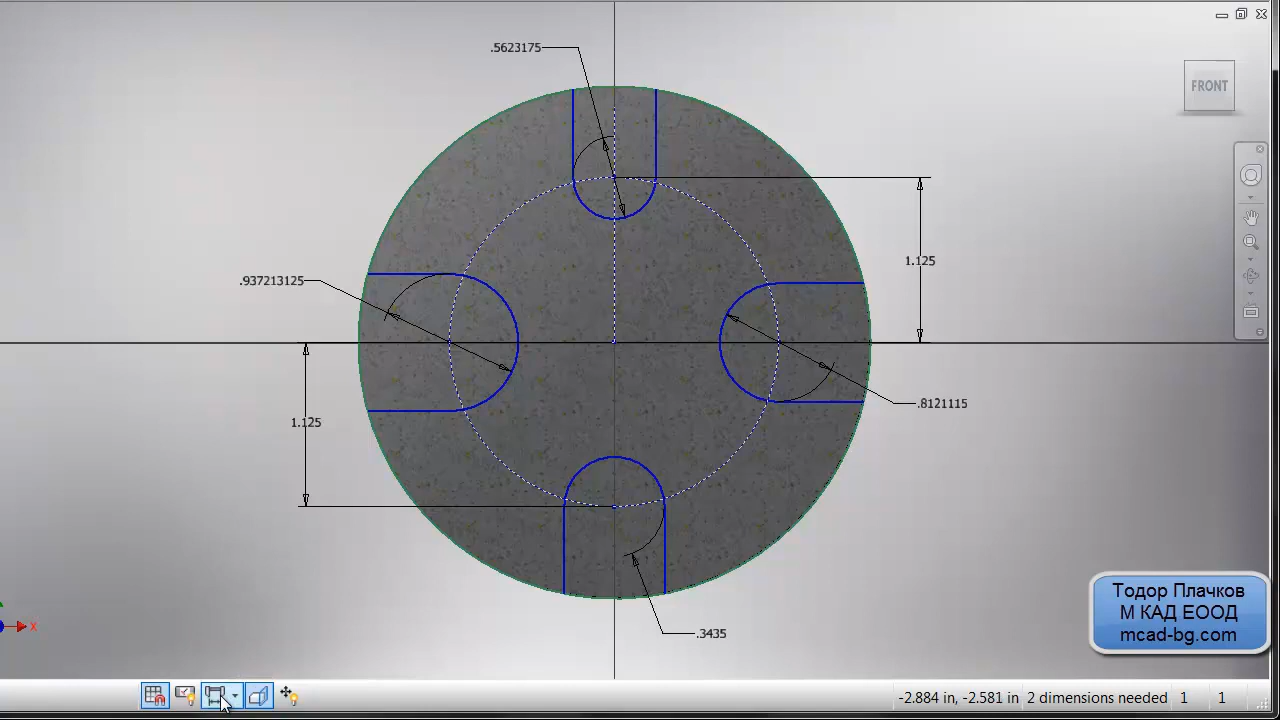 .5623175
FRONT
1.125
.937213125
.8121115
1.125
.3435
X
Тодор Плачков
М КАД ЕООД
mcad-bg.com
-2.884 in, -2.581 in 2 dimensions needed 1 1